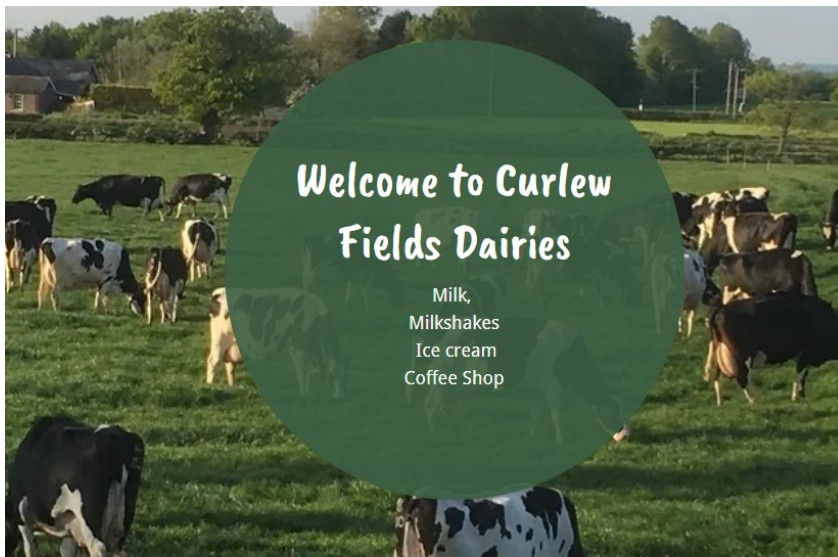 Welcome to Curlew
Fields Dairies
Milk,
Milkshakes
Ice cream
Coffee Shop